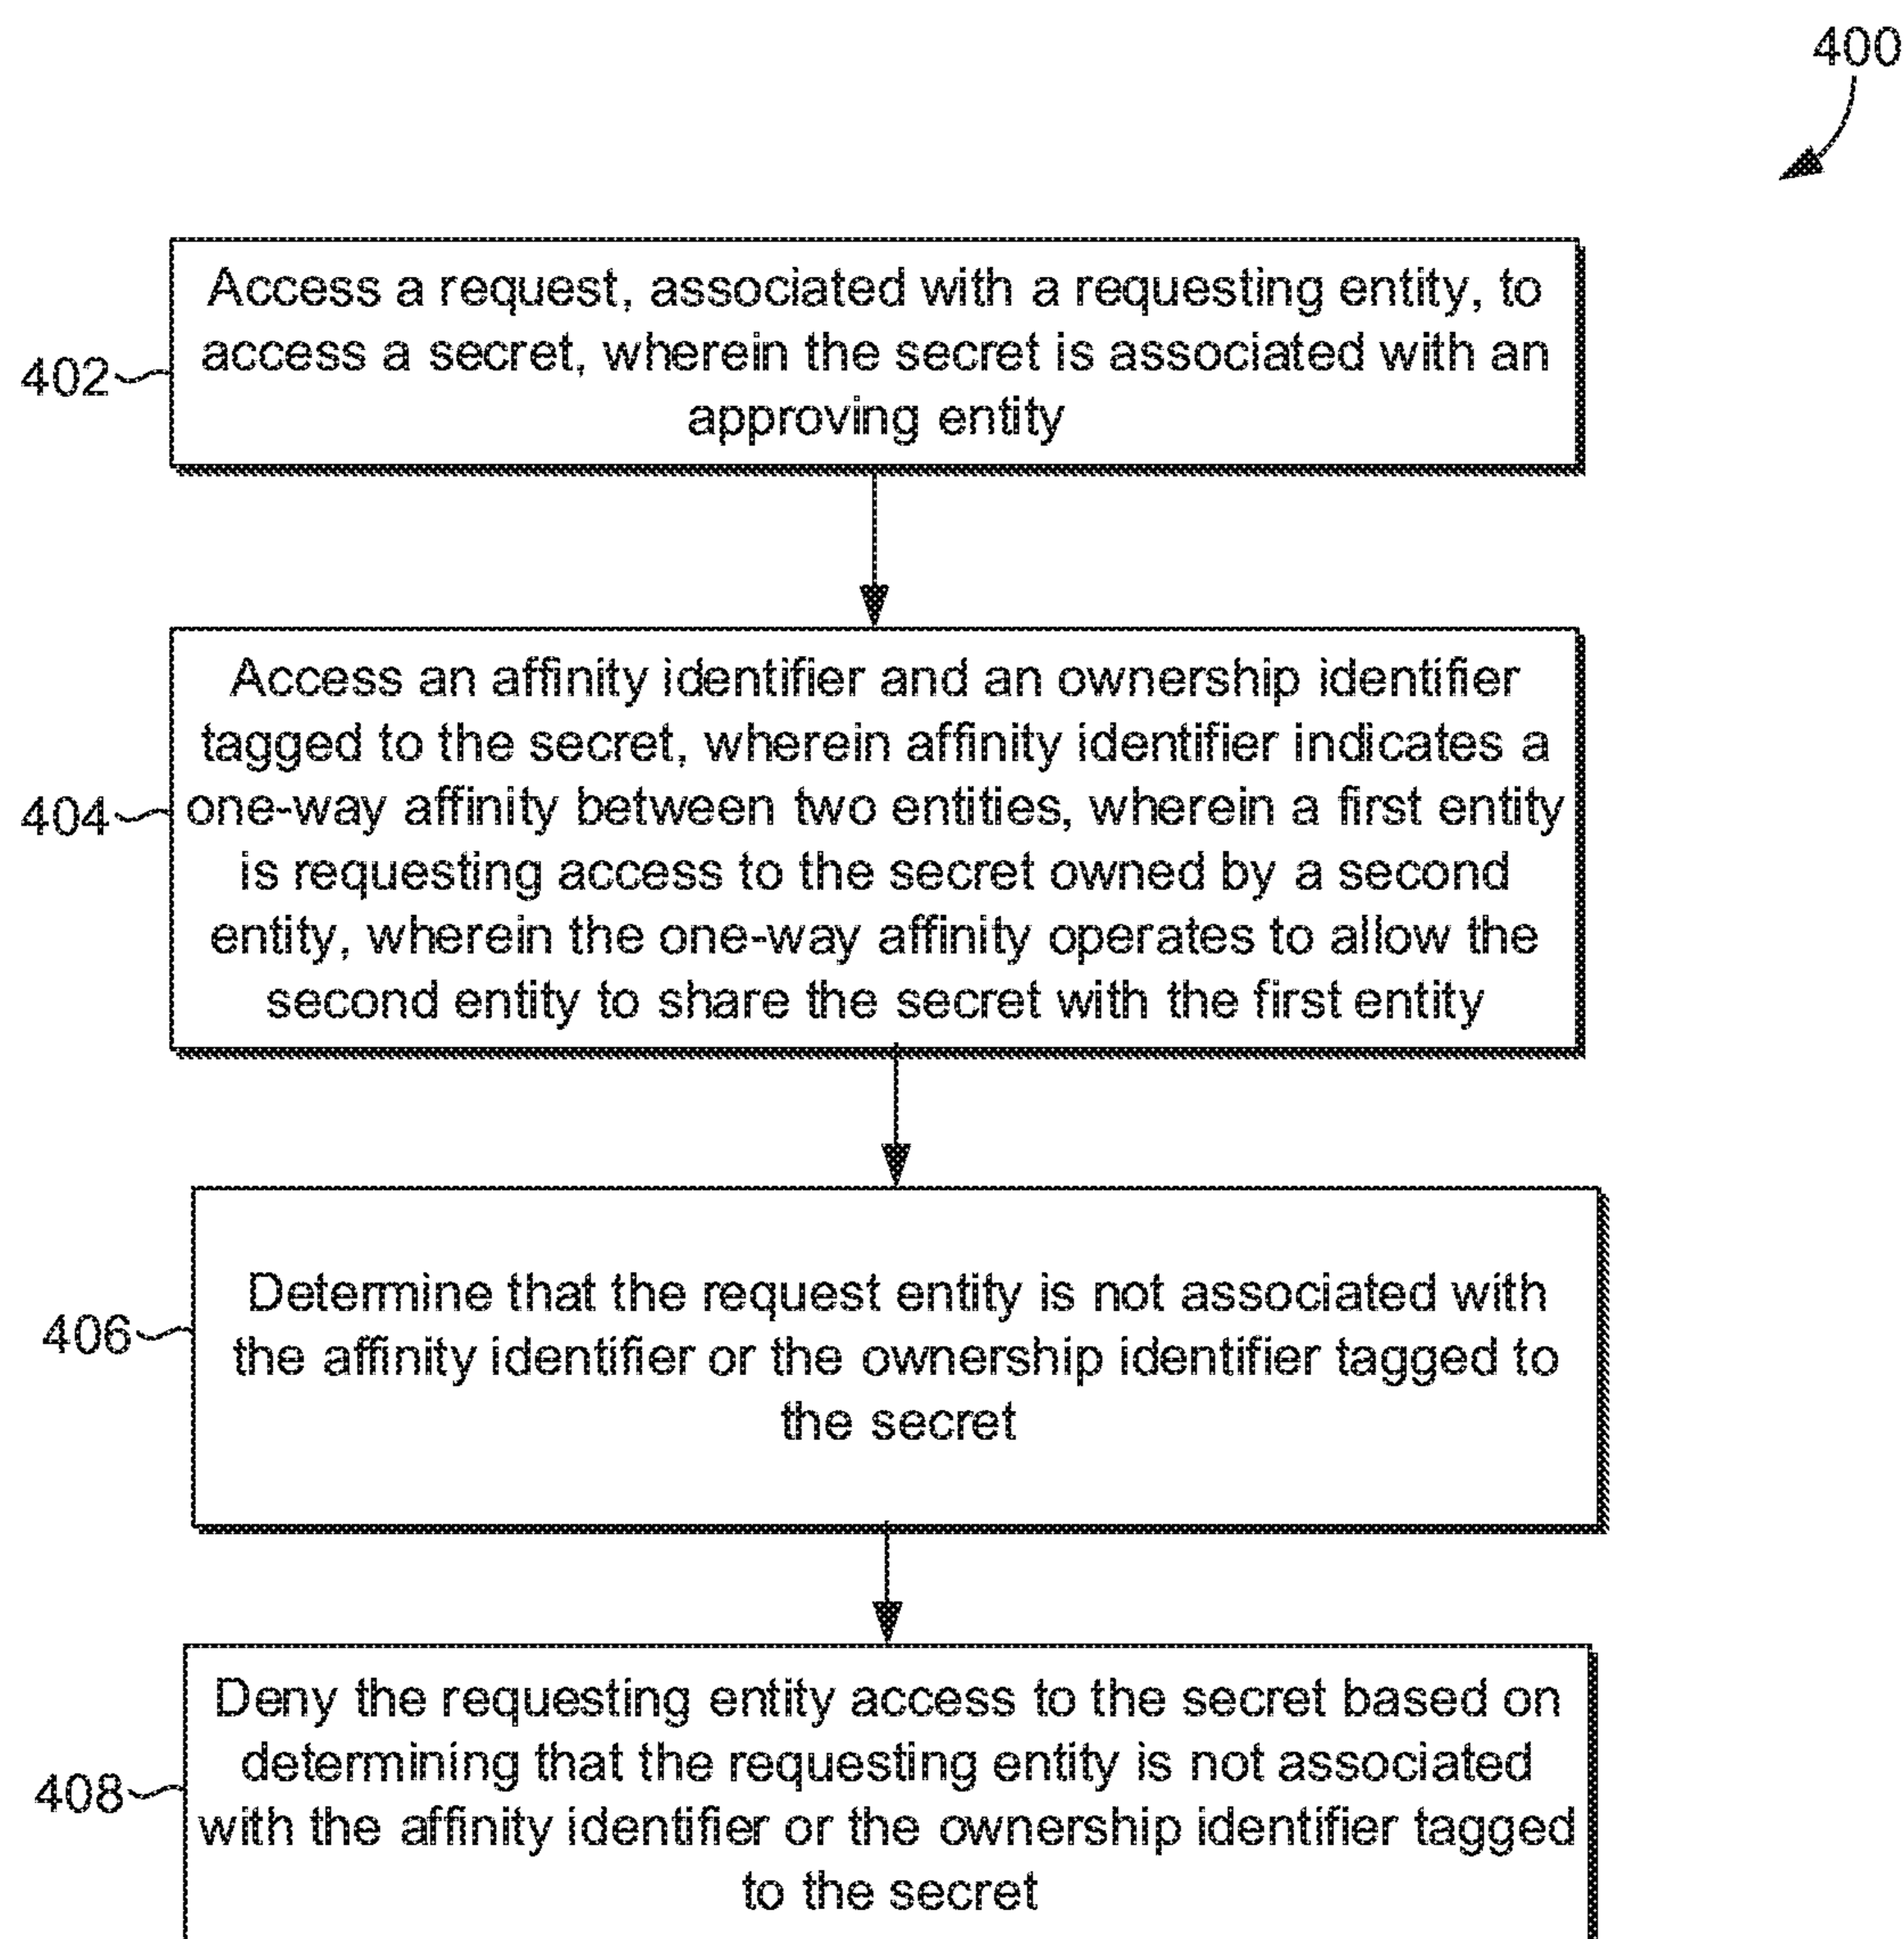 400
402
Access a request, associated with a requesting entity, to
access a secret, wherein the secret is associated with an
approving entity
404
Access an affinity identifier and an ownership identifier
tagged to the secret, wherein affinity identifier indicates a
one-way affinity between two entities, wherein a first entity
is requesting access to the secret owned by a second
entity, wherein the one-way affinity operates to allow the
second entity to share the secret with the first entity
406
Determine that the request entity is not associated with
the affinity identifier or the ownership identifier tagged to
the secret
408
Deny the requesting entity access to the secret based on
determining that the requesting entity is not associated
with the affinity identifier or the ownership identifier tagged
to the secret